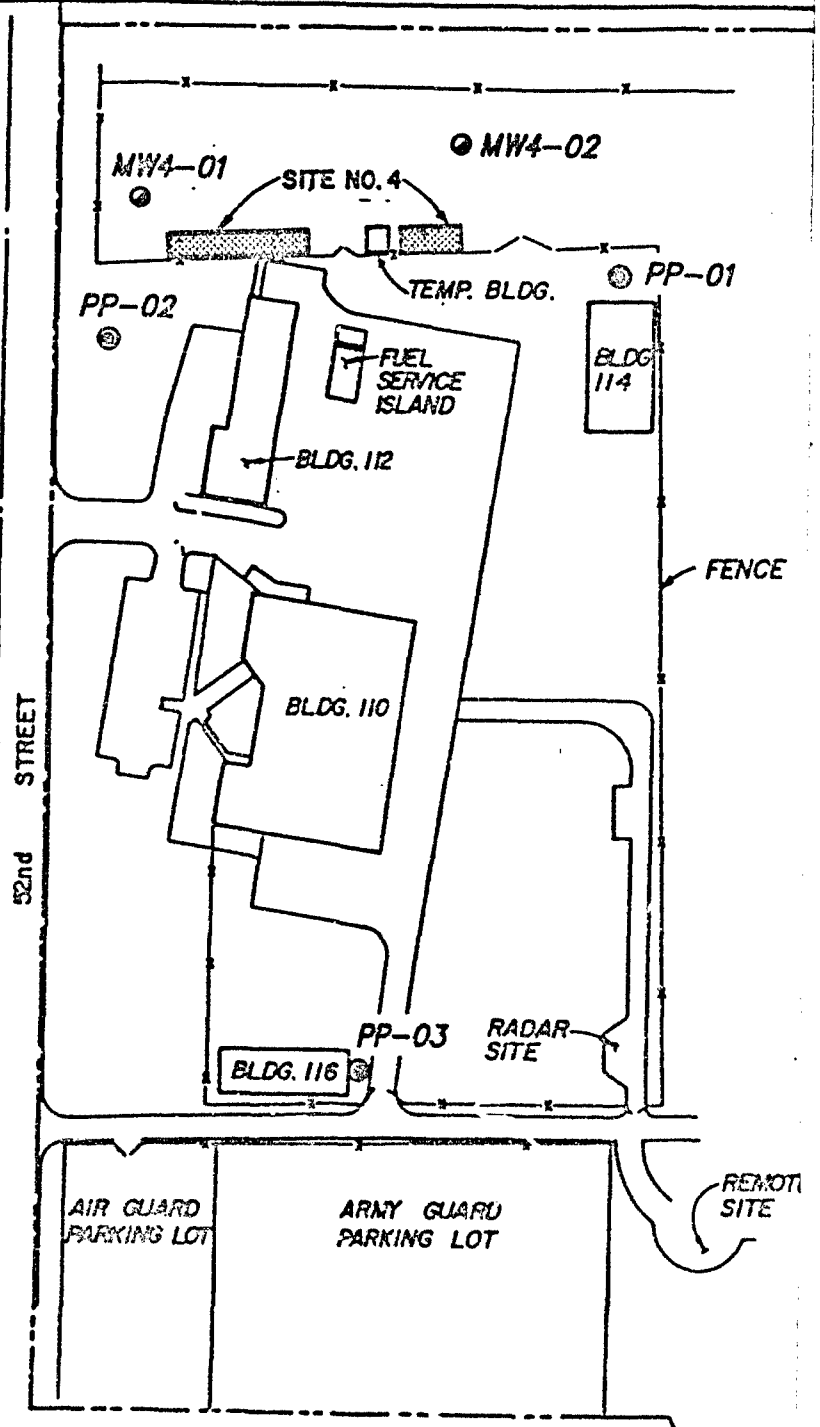 MW4-02
MW4-01
SITE NO. 4
PP-01
TEMP. BLDG.
PP-02
FUEL
SERVICE
ISLAND
BLDG
114
BLDG. 112
FENCE
BLDG. 110
52nd STREET
PP-03
RADAR
SITE
BLDG. 116
REMOT
SITE
AIR GUARD
PARKING LOT
ARMY GUARD
PARKING LOT